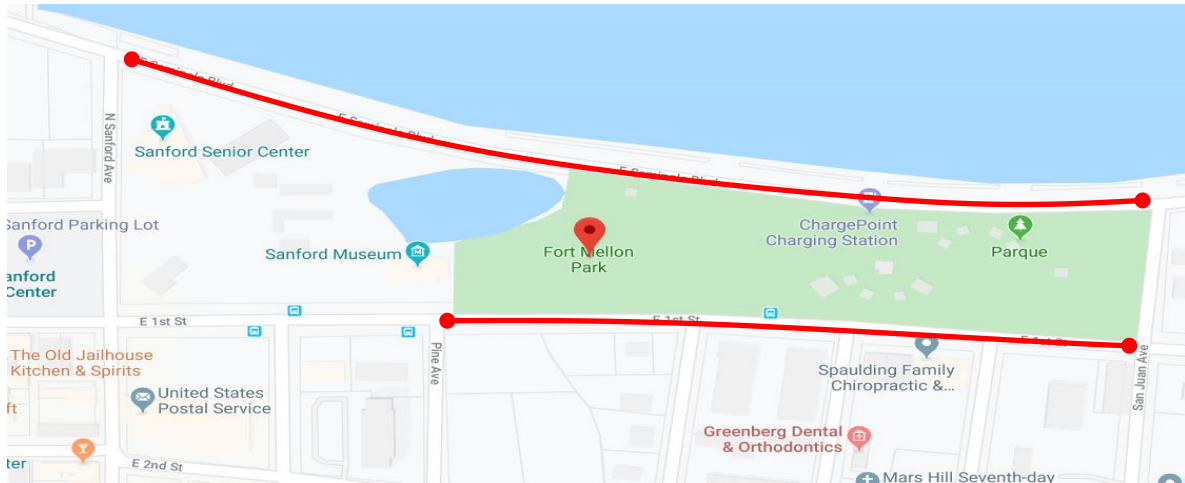 E Seminole Blvd
E Seminole Blvd
E Seminole Blvd
N Sanford Ave
Sanford Senior Center
Sanford Parking Lot
P
anford
Center
Sanford Museum
Fort Mellon
Park
ChargePoint
Charging Station
Parque
E 1st St
E 1st St
E 1st St
The Old Jailhouse
Kitchen & Spirits
ft
United States
Postal Service
Pine Ave
Spaulding Family
Chiropractic &...
San Juan Ave
Greenberg Dental
& Orthodontics
ter
E 2nd St
Mars Hill Seventh-day